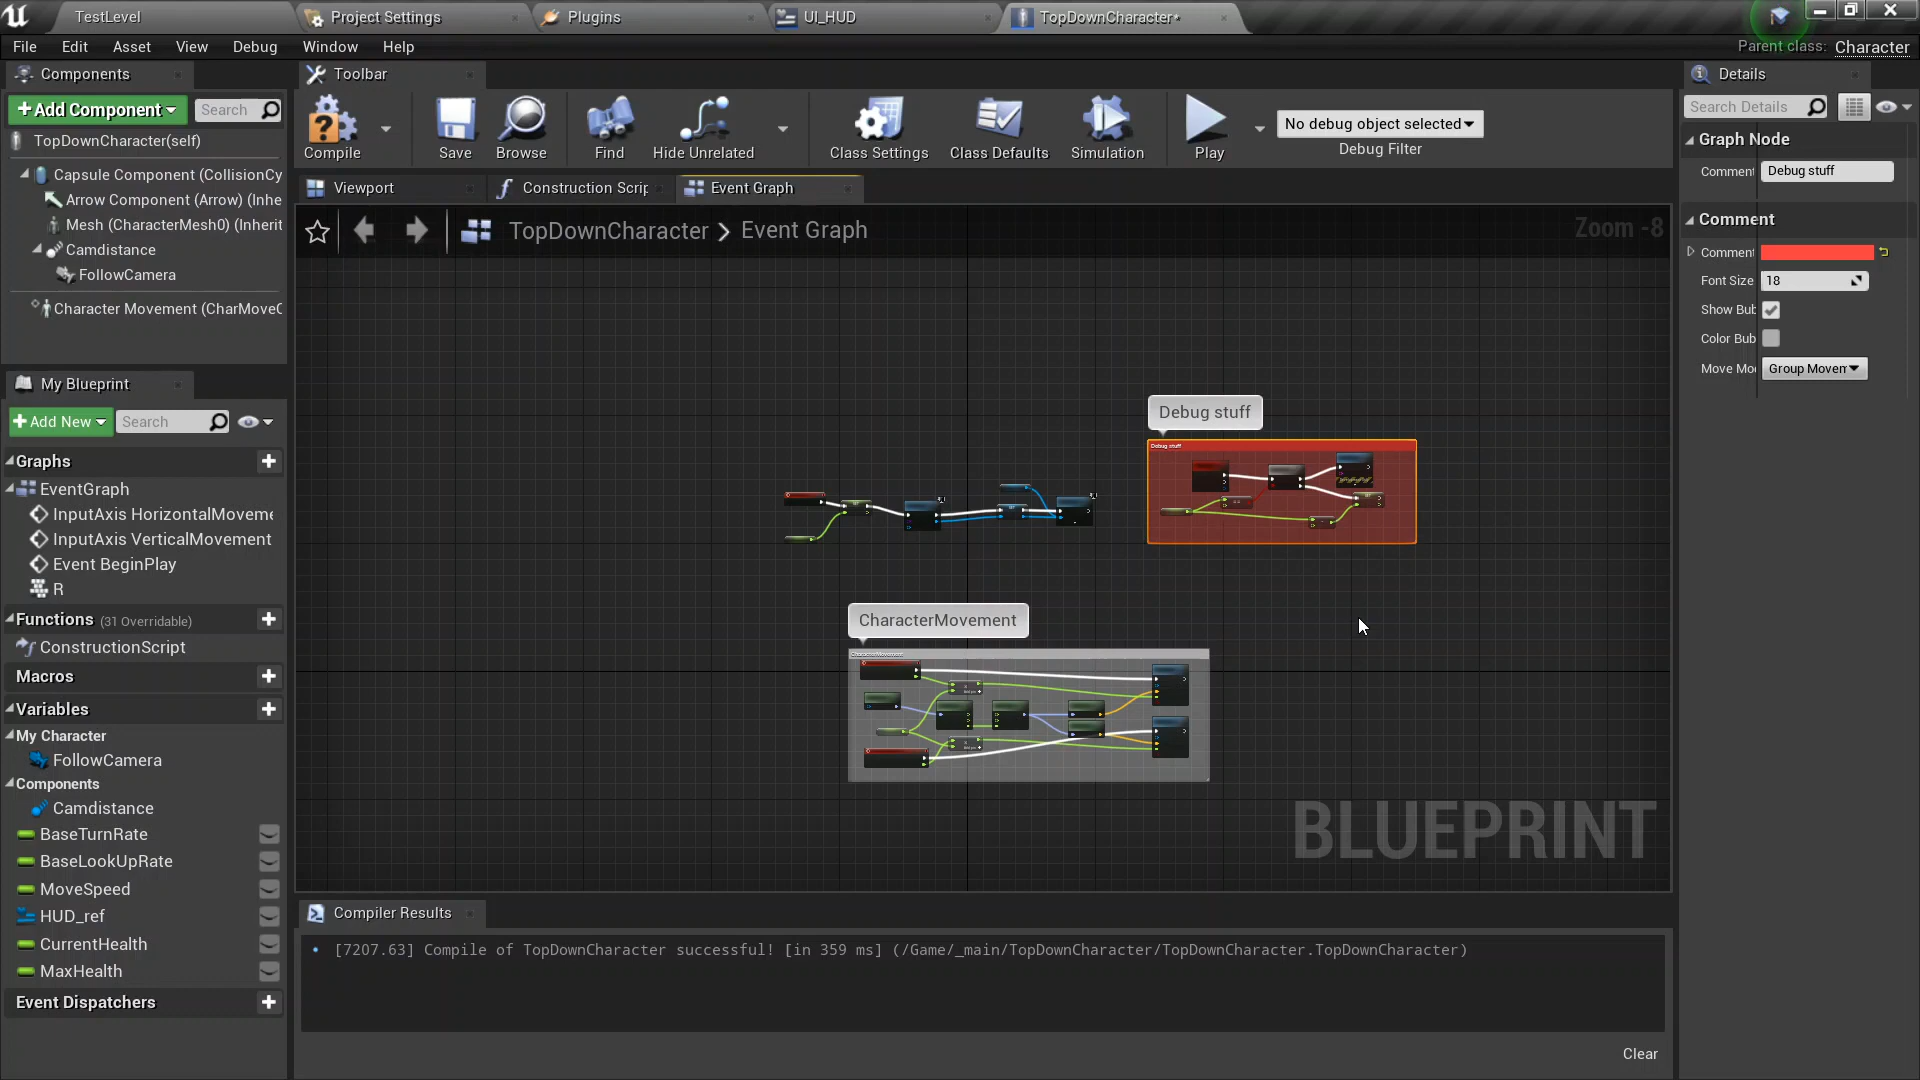 TestLevel
Project Settings
Plugins
UI_HUD
TopDownCharacter*
File Edit Asset View Debug Window Help
Parent class: Character
Components
Toolbar
Details
+Add Component
Search
Search Details
TopDownCharacter(self)
Capsule Component (CollisionCy
Arrow Component (Arrow) (Inhe
Mesh (CharacterMesh0) (Inherit
Camdistance
FollowCamera
Character Movement (CharMoveC
Compile
Save
Browse
Find
Hide Unrelated
Class Settings
Class Defaults
Simulation
Play
No debug object selected
Debug Filter
Viewport
Construction Scrip
Event Graph
TopDownCharacter > Event Graph
Zoom -8
Graph Node
Comment
Debug stuff
Comment
Comment
Font Size
18
Show Bub
Color Bub
Move Mod
Group Movem
My Blueprint
+Add New
Search
Graphs
EventGraph
InputAxis HorizontalMoveme
InputAxis VerticalMovement
Event BeginPlay
R
Functions (31 Overridable)
ConstructionScript
Macros
Variables
My Character
FollowCamera
Components
Camdistance
BaseTurnRate
BaseLookUpRate
MoveSpeed
HUD_ref
CurrentHealth
MaxHealth
Event Dispatchers
Debug stuff
Debug stuff
CharacterMovement
CharacterMovement
BLUEPRINT
Compiler Results
[7207.63] Compile of TopDownCharacter successful! [in 359 ms] (/Game/_main/TopDownCharacter/TopDownCharacter.TopDownCharacter)
Clear